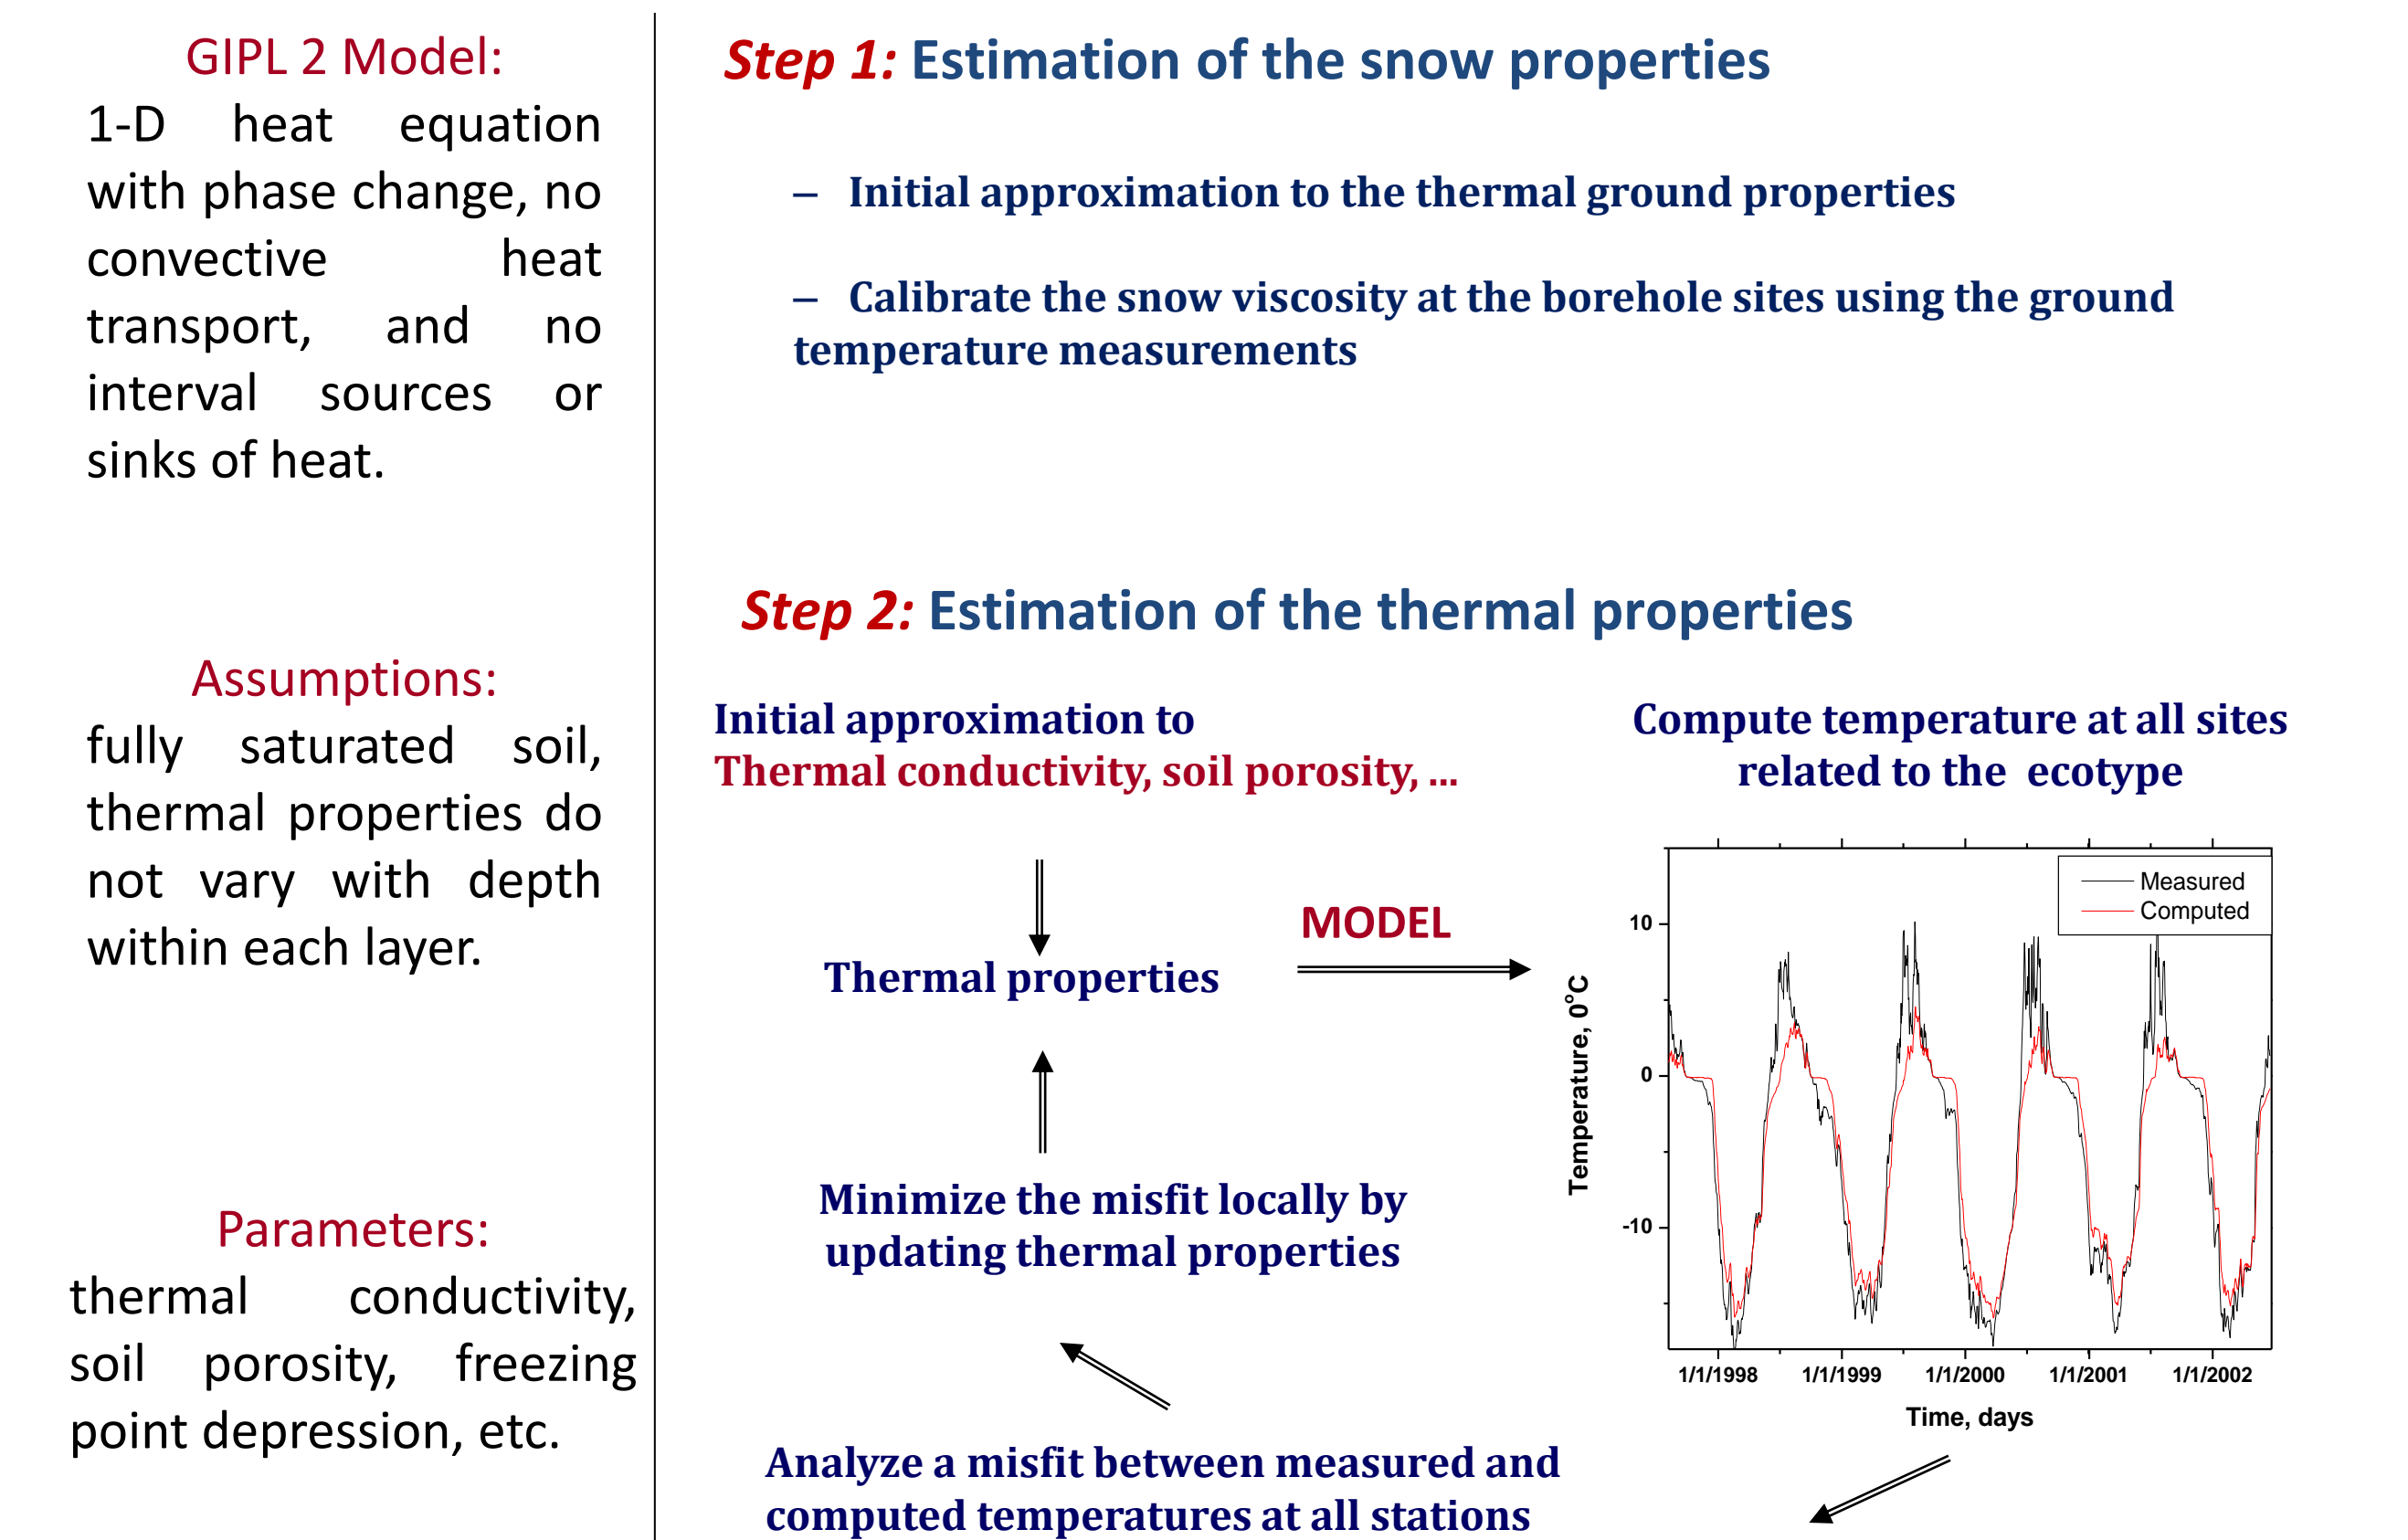 GIPL 2 Model:
1-D heat equation
with phase change, no
convective heat
transport, and no
interval sources or
sinks of heat.
Assumptions:
fully saturated soil,
thermal properties do
not vary with depth
within each layer.
Parameters:
thermal conductivity,
soil porosity, freezing
point depression, etc.
Step 1: Estimation of the snow properties
– Initial approximation to the thermal ground properties
– Calibrate the snow viscosity at the borehole sites using the ground
temperature measurements
Step 2: Estimation of the thermal properties
Initial approximation to
Thermal conductivity, soil porosity, ...
Thermal properties
MODEL
Compute temperature at all sites
related to the ecotype
Measured
Computed
10
0
-10
Temperature, 0°C
1/1/1998 1/1/1999 1/1/2000 1/1/2001 1/1/2002
Time, days
Minimize the misfit locally by
updating thermal properties
Analyze a misfit between measured and
computed temperatures at all stations